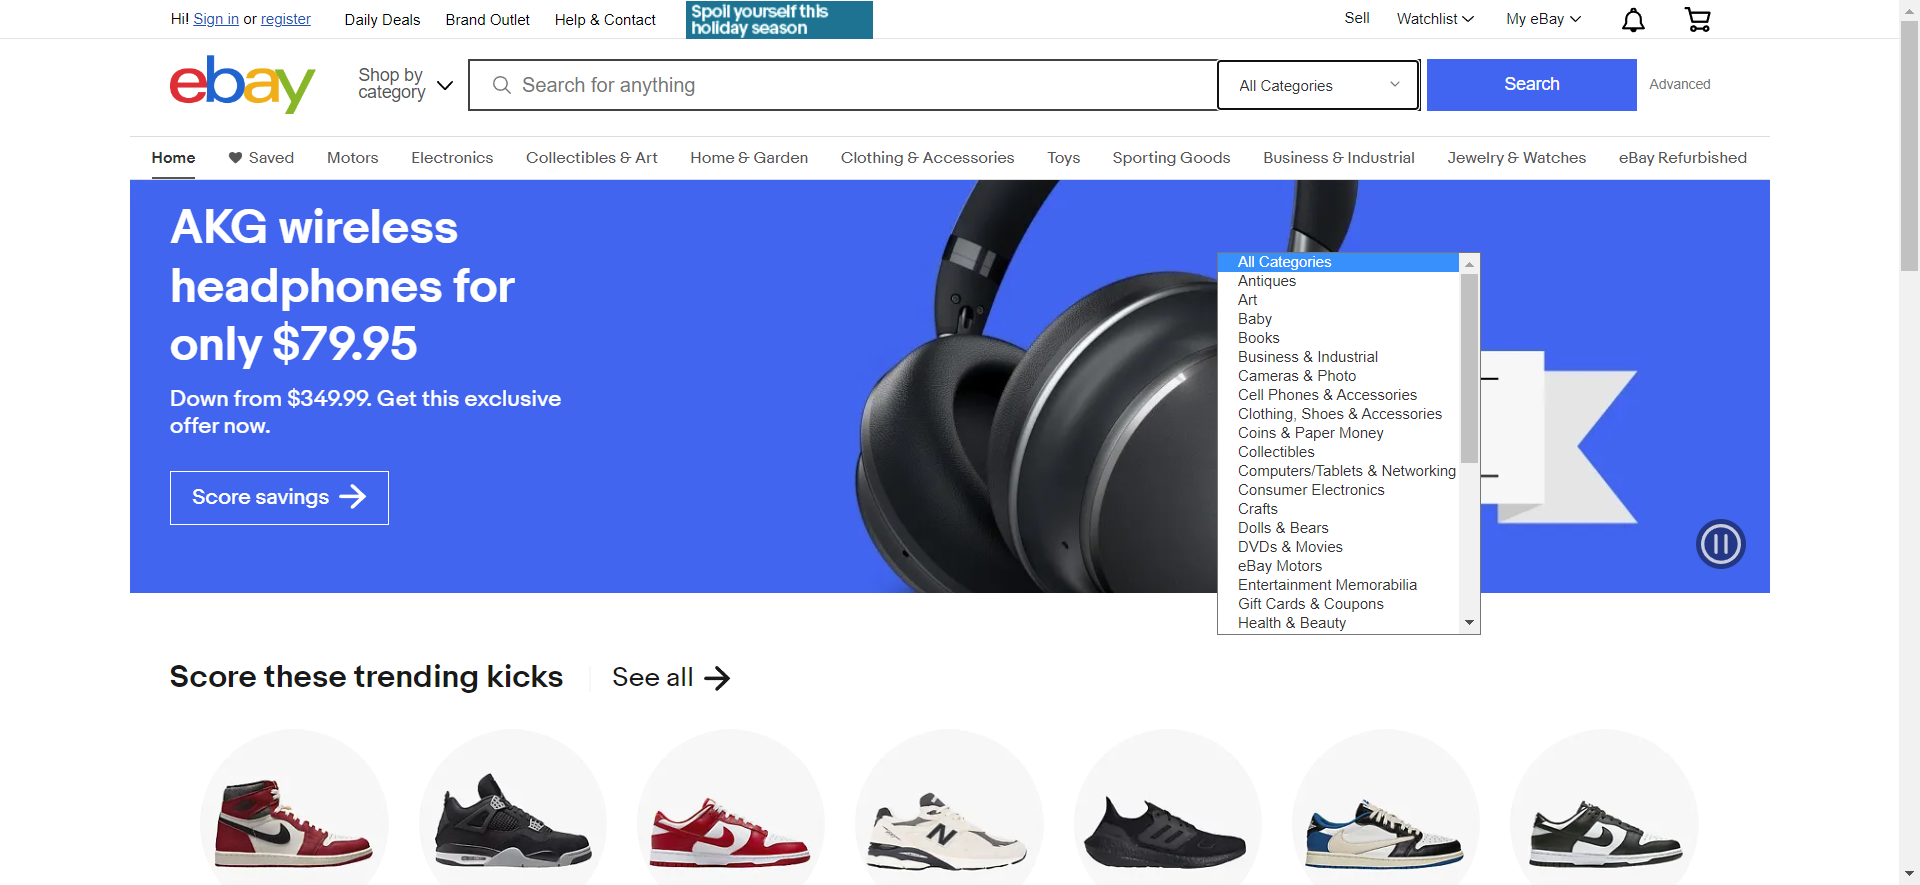 Hi! Sign in or register
Daily Deals
Brand Outlet
Help & Contact
Spoil yourself this
holiday season
Sell
Watchlist
My eBay
ebay
Shop by
category
Search for anything
All Categories
Search
Advanced
Home
Saved
Motors
Electronics
Collectibles & Art
Home & Garden
Clothing & Accessories
Toys
Sporting Goods
Business & Industrial
Jewelry & Watches
eBay Refurbished
AKG wireless
headphones for
only $79.95
Down from $349.99. Get this exclusive
offer now.
Score savings
All Categories
Antiques
Art
Baby
Books
Business & Industrial
Cameras & Photo
Cell Phones & Accessories
Clothing, Shoes & Accessories
Coins & Paper Money
Collectibles
Computers/Tablets & Networking
Consumer Electronics
Crafts
Dolls & Bears
DVDs & Movies
eBay Motors
Entertainment Memorabilia
Gift Cards & Coupons
Health & Beauty
Score these trending kicks
See all
N